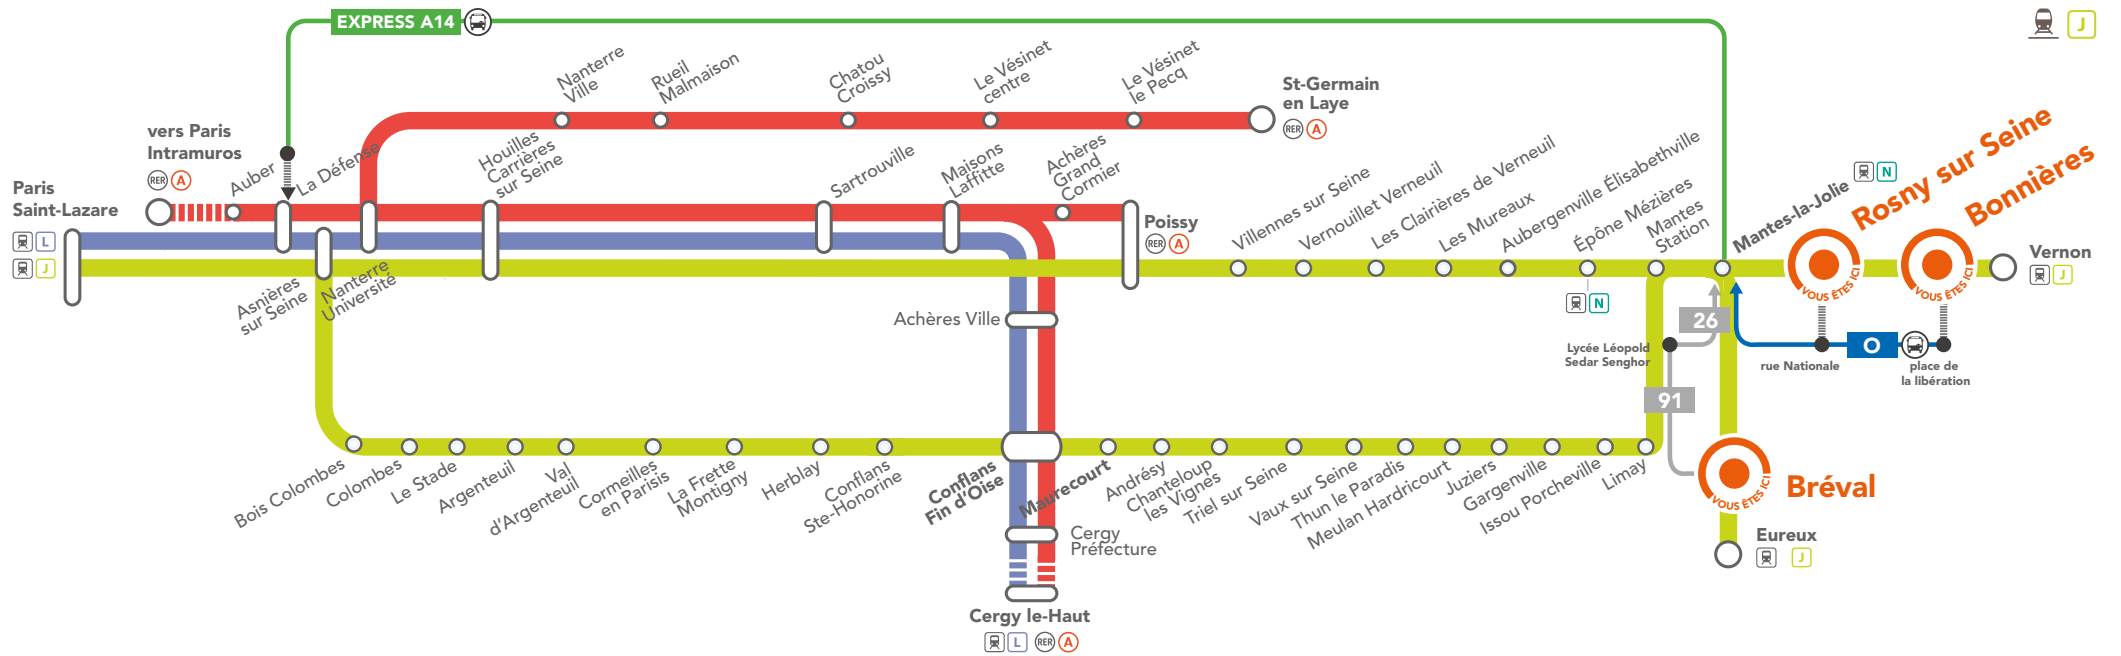 EXPRESS A14
J
Nanterre
Ville
Rueil
Malmaison
Chatou
Croissy
Le Vésinet
centre
Le Vésinet
le Pecq
St-Germain
en Laye
RER A
vers Paris
Intramuros
RER A
Auber
La Défense
Houilles
Carrières
sur Seine
Sartrouville
Maisons
Laffitte
Achères
Grand
Cormier
Poissy
RER A
Paris
Saint-Lazare
L
J
Asnières
sur Seine
Nanterre
Université
Villennes sur Seine
Vernouillet Verneuil
Les Clairières de Verneuil
Les Mureaux
Aubergenville Élisabethville
Épône Mézières
N
Mantes
Station
Mantes-la-Jolie
N
Rosny sur Seine
VOUS ÊTES ICI
Bonnières
VOUS ÊTES ICI
Vernon
J
Achères Ville
26
Lycée Léopold
Sedar Senghor
91
O
rue Nationale
place de
la libération
Bois Colombes
Colombes
Le Stade
Argenteuil
Val
d'Argenteuil
Cormeilles
en Parisis
La Frette
Montigny
Herblay
Conflans
Ste-Honorine
Conflans
Fin d'Oise
Maurecourt
Andrésy
Chanteloup
les Vignes
Triel sur Seine
Vaux sur Seine
Thun le Paradis
Meulan Hardricourt
Juziers
Gargenville
Issou Porcheville
Limay
Bréval
VOUS ÊTES ICI
Eureux
J
Cergy
Préfecture
Cergy le-Haut
L RER A